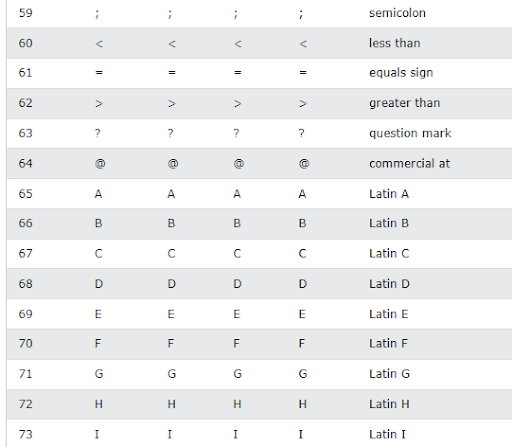 59 ; ; ; ; semicolon
60 < < < < less than
61 = = = = equals sign
62 > > > > greater than
63 ? ? ? ? question mark
64 @ @ @ @ commercial at
65 A A A A Latin A
66 B B B B Latin B
67 C C C C Latin C
68 D D D D Latin D
69 E E E E Latin E
70 F F F F Latin F
71 G G G G Latin G
72 H H H H Latin H
73 I I I I Latin I